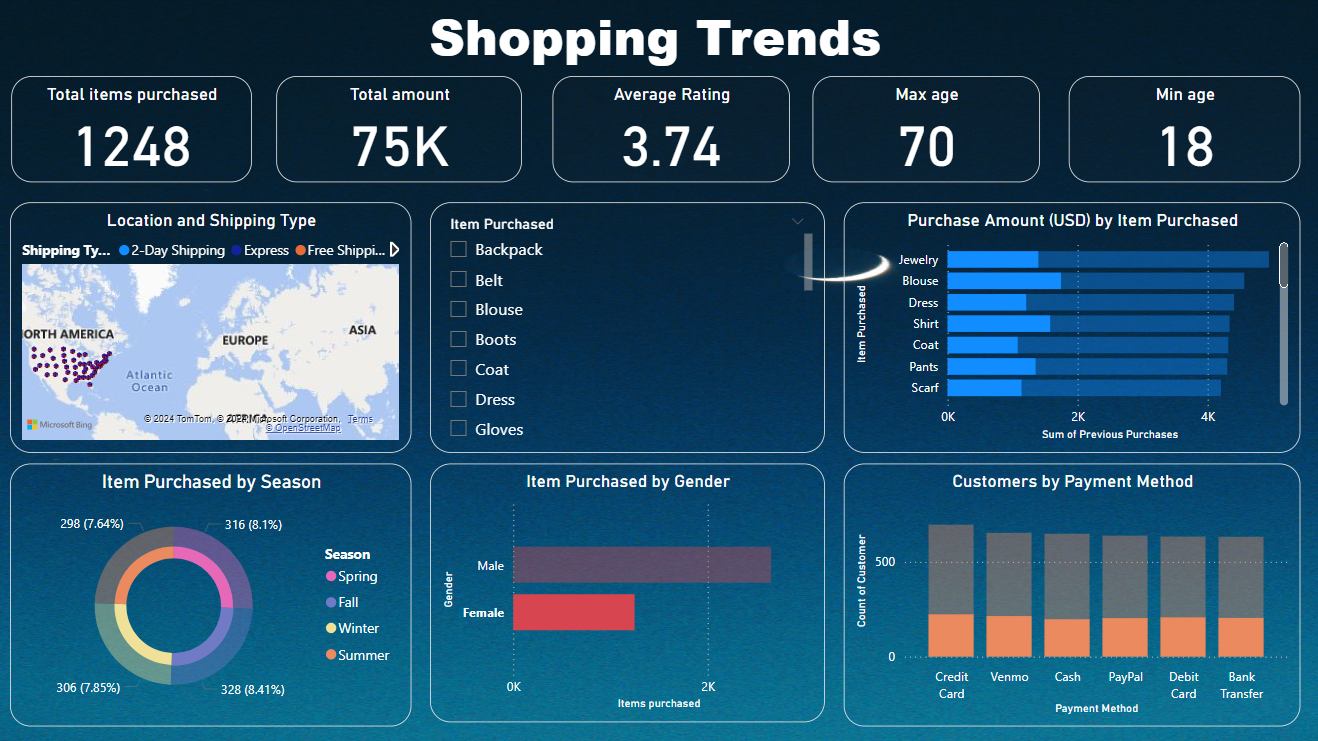 Shopping Trends
Total items purchased
1248
Total amount
75K
Average Rating
3.74
Max age
70
Min age
18
Location and Shipping Type
Shipping Ty... 2-Day Shipping Express Free Shippi...
ORTH AMERICA
EUROPE
ASIA
Atlantic
Ocean
© 2024 TomTom, © 2024 Microsoft Corporation, Terms
© OpenStreetMap
Microsoft Bing
Item Purchased
Backpack
Belt
Blouse
Boots
Coat
Dress
Gloves
Purchase Amount (USD) by Item Purchased
Item Purchased
Jewelry
Blouse
Dress
Shirt
Coat
Pants
Scarf
0K 2K 4K
Sum of Previous Purchases
Item Purchased by Season
298 (7.64%)
316 (8.1%)
306 (7.85%)
328 (8.41%)
Season
Spring
Fall
Winter
Summer
Item Purchased by Gender
Gender
Male
Female
0K 2K
Items purchased
Customers by Payment Method
Count of Customer
500
0
Credit
Card
Venmo
Cash
PayPal
Debit
Card
Bank
Transfer
Payment Method